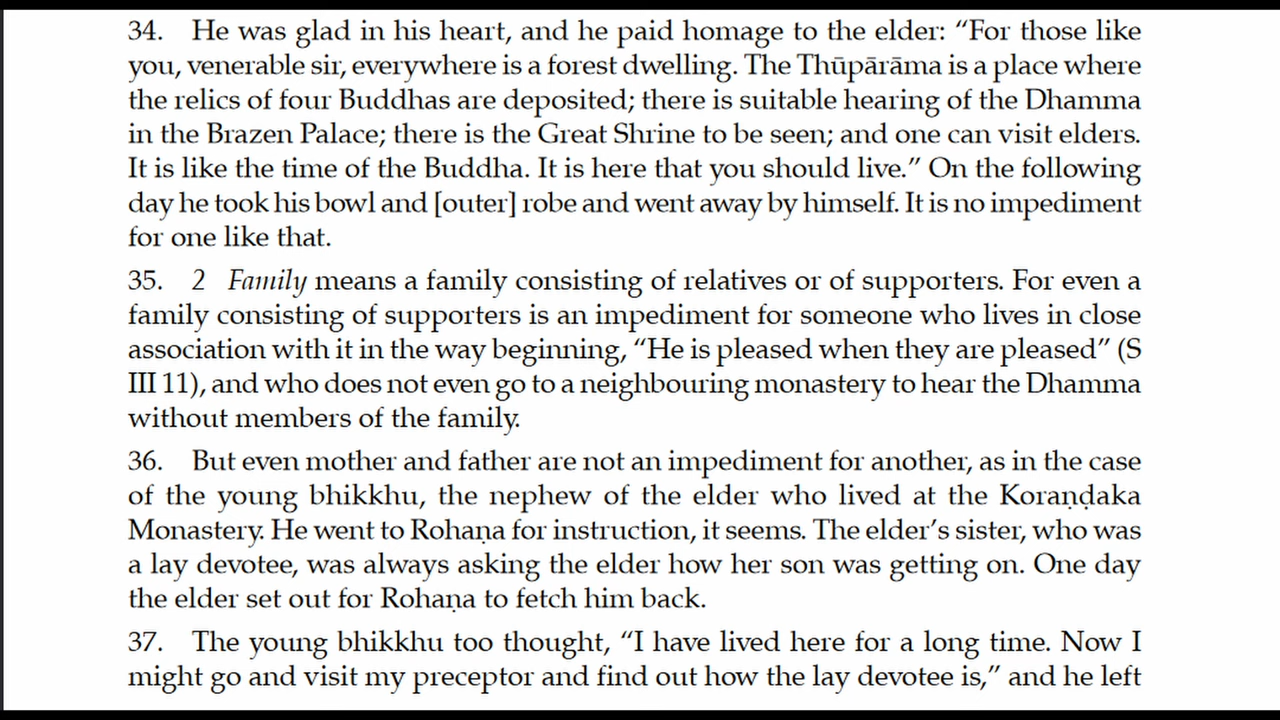 34. He was glad in his heart, and he paid homage to the elder: “For those like
you, venerable sir, everywhere is a forest dwelling. The Thūpārāma is a place where
the relics of four Buddhas are deposited; there is suitable hearing of the Dhamma
in the Brazen Palace; there is the Great Shrine to be seen; and one can visit elders.
It is like the time of the Buddha. It is here that you should live.” On the following
day he took his bowl and [outer] robe and went away by himself. It is no impediment
for one like that.
35. 2 Family means a family consisting of relatives or of supporters. For even a
family consisting of supporters is an impediment for someone who lives in close
association with it in the way beginning, “He is pleased when they are pleased” (S
III 11), and who does not even go to a neighbouring monastery to hear the Dhamma
without members of the family.
36. But even mother and father are not an impediment for another, as in the case
of the young bhikkhu, the nephew of the elder who lived at the Koraṇḍaka
Monastery. He went to Rohaṇa for instruction, it seems. The elder’s sister, who was
a lay devotee, was always asking the elder how her son was getting on. One day
the elder set out for Rohaṇa to fetch him back.
37. The young bhikkhu too thought, “I have lived here for a long time. Now I
might go and visit my preceptor and find out how the lay devotee is,” and he left